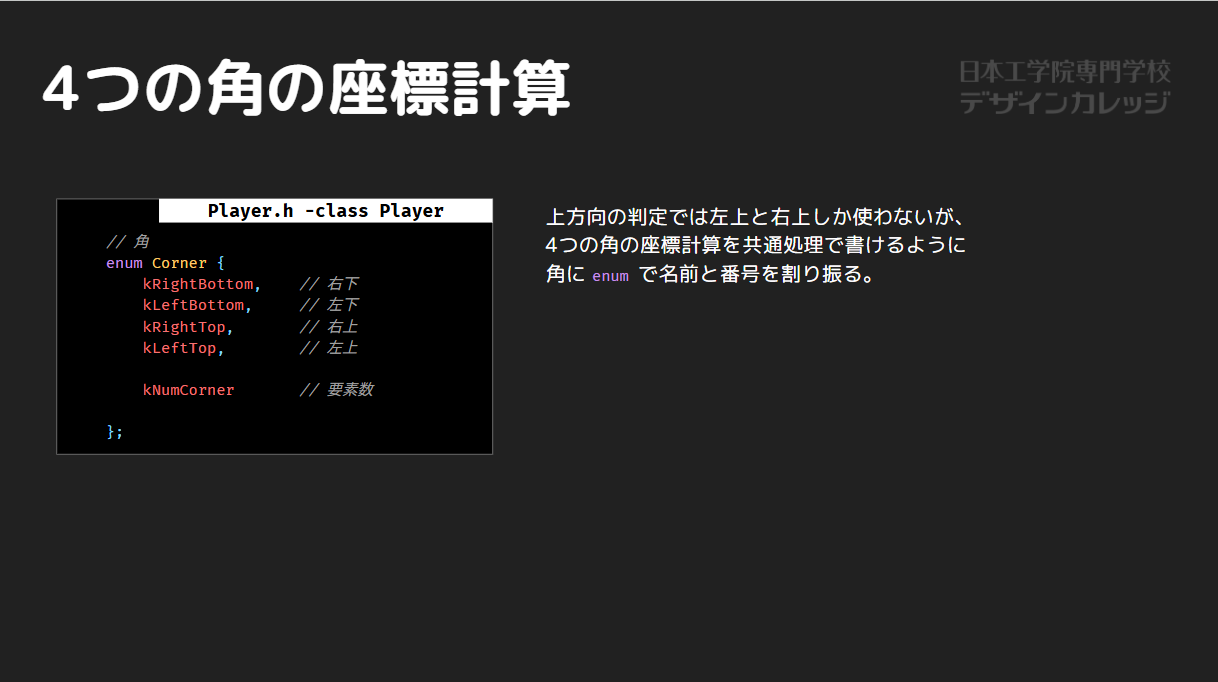 4つの角の座標計算
日本工学院専門学校
デザインカレッジ
Player.h -class Player
// 角
enum Corner {
kRightBottom, // 右下
kLeftBottom, // 左下
kRightTop, // 右上
kLeftTop, // 左上
kNumCorner // 要素数
};
上方向の判定では左上と右上しか使わないが、
4つの角の座標計算を共通処理で書けるように
角に enum で名前と番号を割り振る。